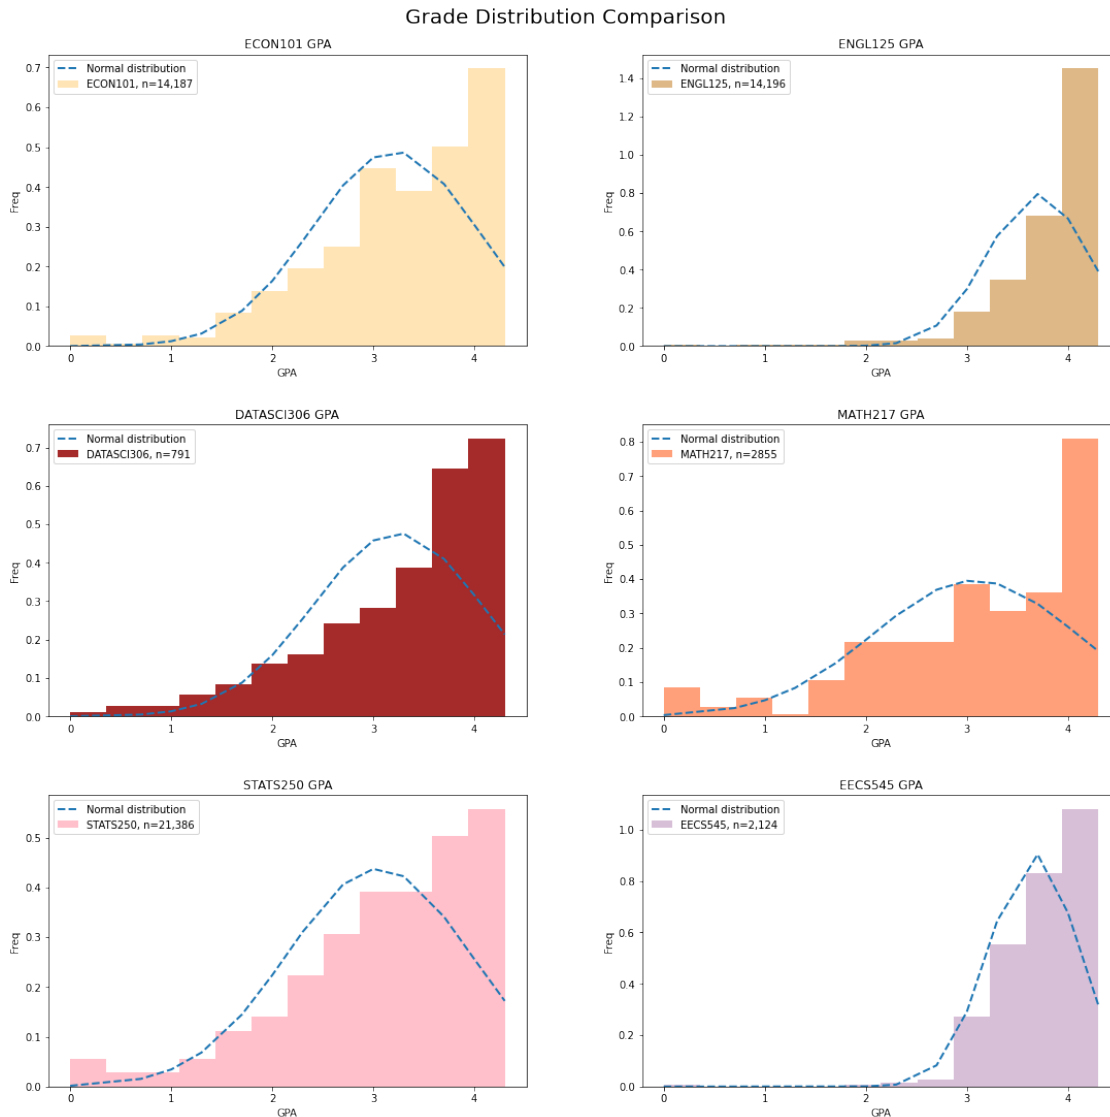 Grade Distribution Comparison
ECON101 GPA
Normal distribution
ECON101, n=14,187
0.7
0.6
0.5
0.4
0.3
0.2
0.1
0.0
Freq
0 1 2 3 4
GPA
ENGL125 GPA
Normal distribution
ENGL125, n=14,196
1.4
1.2
1.0
0.8
0.6
0.4
0.2
0.0
Freq
0 1 2 3 4
GPA
DATASCI306 GPA
Normal distribution
DATASCI306, n=791
0.7
0.6
0.5
0.4
0.3
0.2
0.1
0.0
Freq
0 1 2 3 4
GPA
MATH217 GPA
Normal distribution
MATH217, n=2855
0.8
0.7
0.6
0.5
0.4
0.3
0.2
0.1
0.0
Freq
0 1 2 3 4
GPA
STATS250 GPA
Normal distribution
STATS250, n=21,386
0.5
0.4
0.3
0.2
0.1
0.0
Freq
0 1 2 3 4
GPA
EECS545 GPA
Normal distribution
EECS545, n=2,124
1.0
0.8
0.6
0.4
0.2
0.0
Freq
0 1 2 3 4
GPA